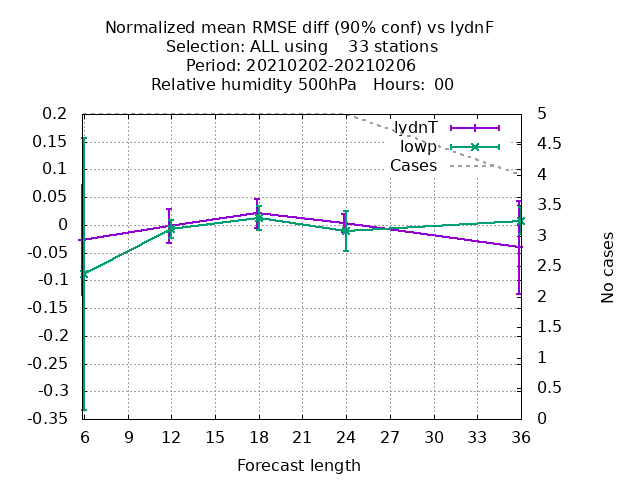 Normalized mean RMSE diff (90% conf) vs lydnF
Selection: ALL using 33 stations
Period: 20210202-20210206
Relative humidity 500hPa Hours: 00
0.2
0.15
0.1
0.05
0
-0.05
-0.1
-0.15
-0.2
-0.25
-0.3
-0.35
5
4.5
4
3.5
3
2.5
2
1.5
1
0.5
0
lydnT
lowp
Cases
No cases
6 9 12 15 18 21 24 27 30 33 36
Forecast length